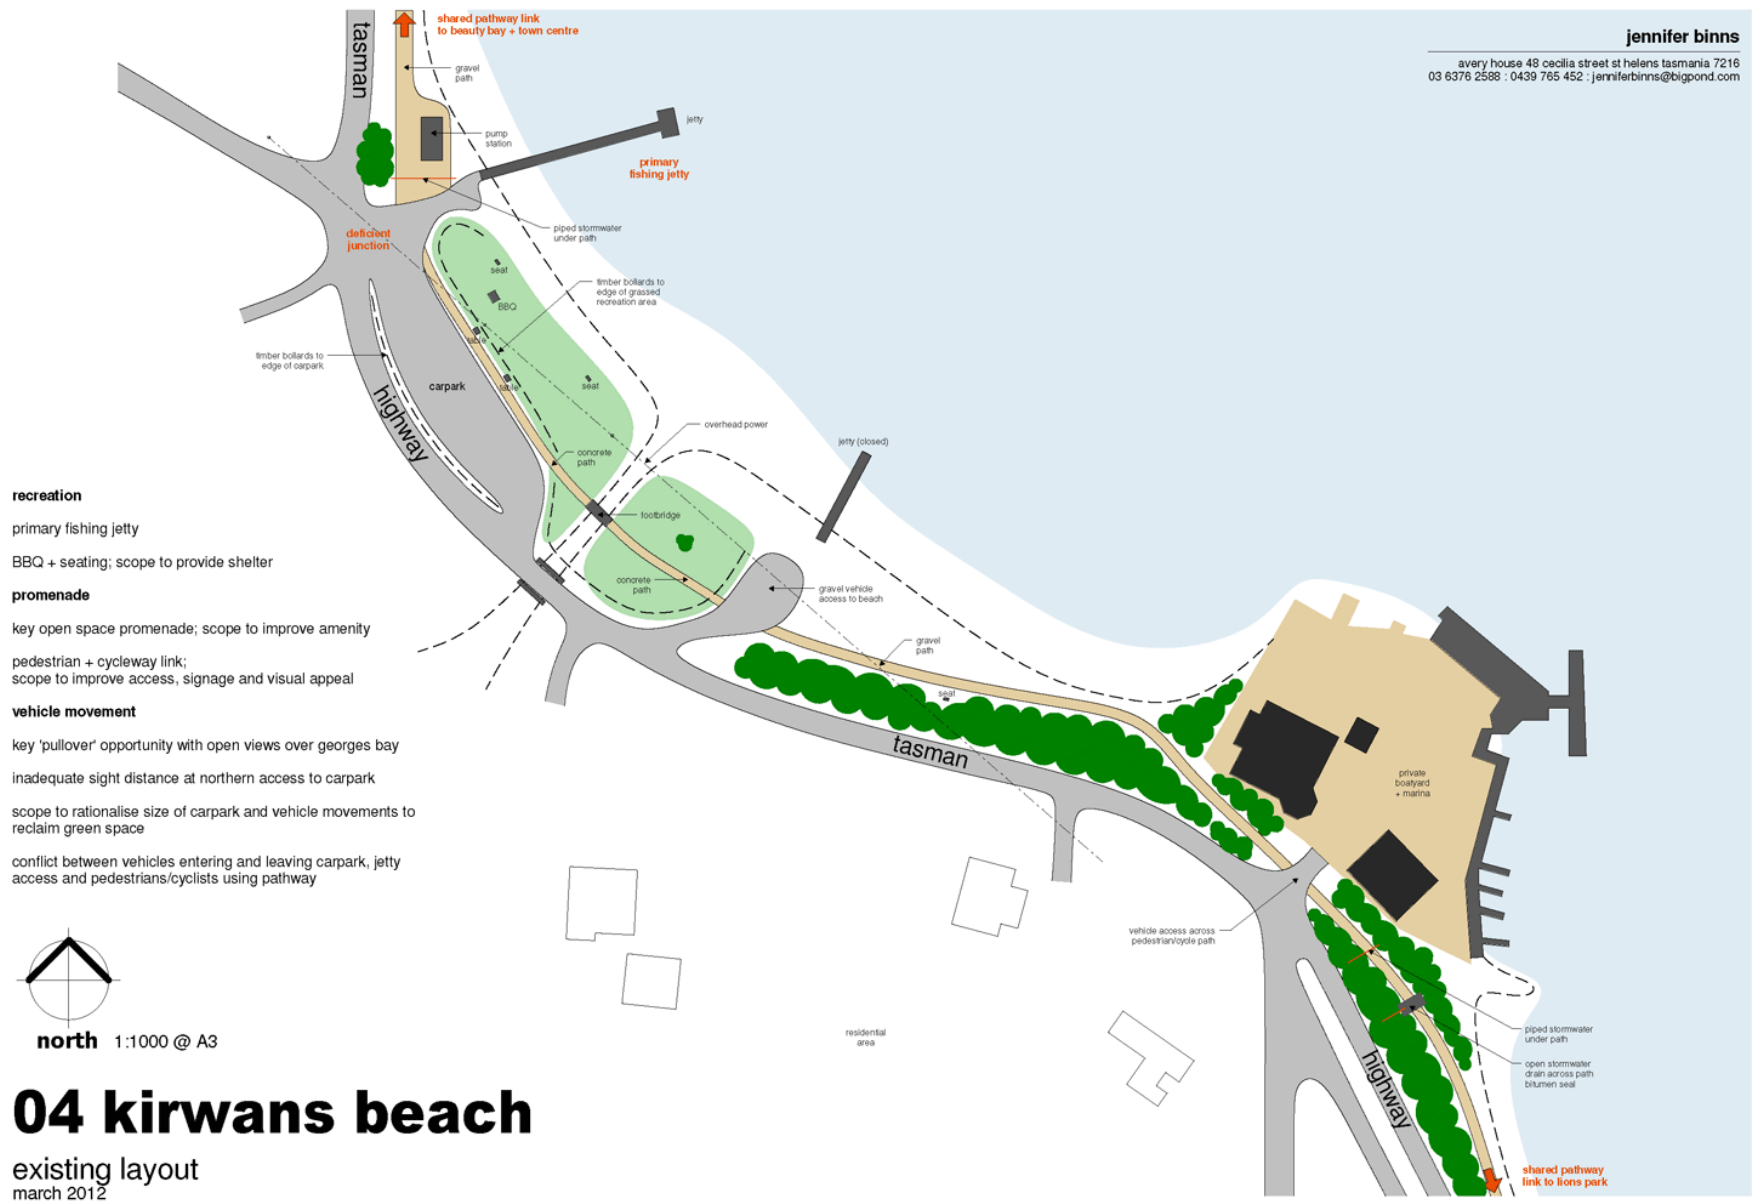 jennifer binns
avery house 48 cecilia street st helens tasmania 7216
03 6376 2588 : 0439 765 452 : jenniferbinns@bigpond.com
shared pathway link
to beauty bay + town centre
tasman
gravel
path
pump
station
jetty
primary
fishing jetty
piped stormwater
under path
deficient
junction
seat
BBQ
timber bollards to
edge of grassed
recreation area
table
table
seat
timber bollards to
edge of carpark
carpark
highway
overhead power
jetty (closed)
concrete
path
footbridge
concrete
path
gravel vehicle
access to beach
gravel
path
seat
tasman
private
boatyard
+ marina
vehicle access across
pedestrian/cycle path
residential
area
piped stormwater
under path
open stormwater
drain across path
bitumen seal
highway
shared pathway
link to lions park
recreation
primary fishing jetty
BBQ + seating; scope to provide shelter
promenade
key open space promenade; scope to improve amenity
pedestrian + cycleway link;
scope to improve access, signage and visual appeal
vehicle movement
key 'pullover' opportunity with open views over georges bay
inadequate sight distance at northern access to carpark
scope to rationalise size of carpark and vehicle movements to
reclaim green space
conflict between vehicles entering and leaving carpark, jetty
access and pedestrians/cyclists using pathway
north 1:1000 @ A3
04 kirwans beach
existing layout
march 2012